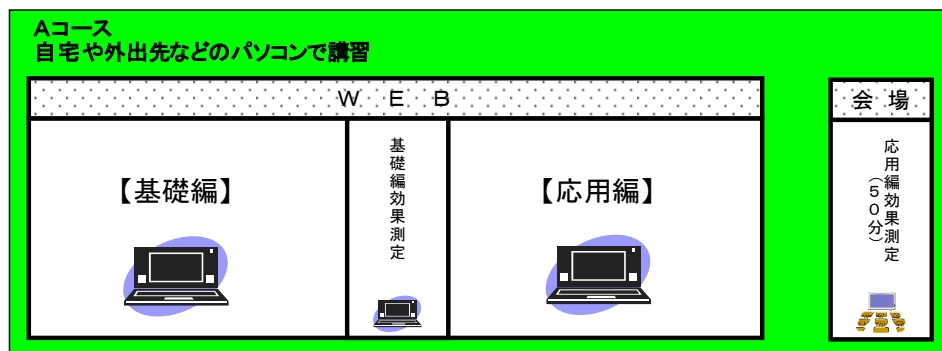 Aコース
自宅や外出先などのパソコンで講習
WEB
会場
【基礎編】
基礎編効果測定
【応用編】
応用編効果測定
(50分)